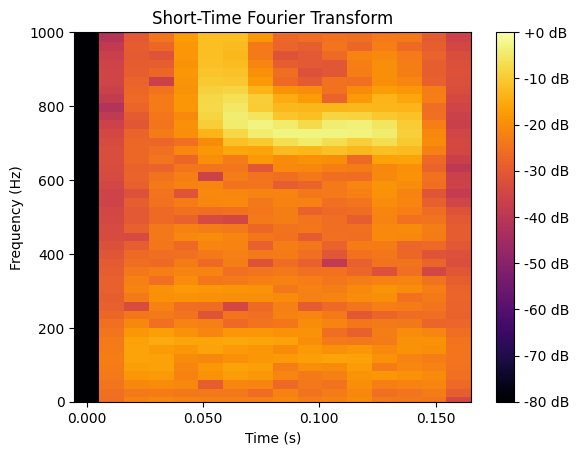 Short-Time Fourier Transform
Frequency (Hz)
1000
800
600
400
200
0
0.000 0.050 0.100 0.150
Time (s)
+0 dB
-10 dB
-20 dB
-30 dB
-40 dB
-50 dB
-60 dB
-70 dB
-80 dB